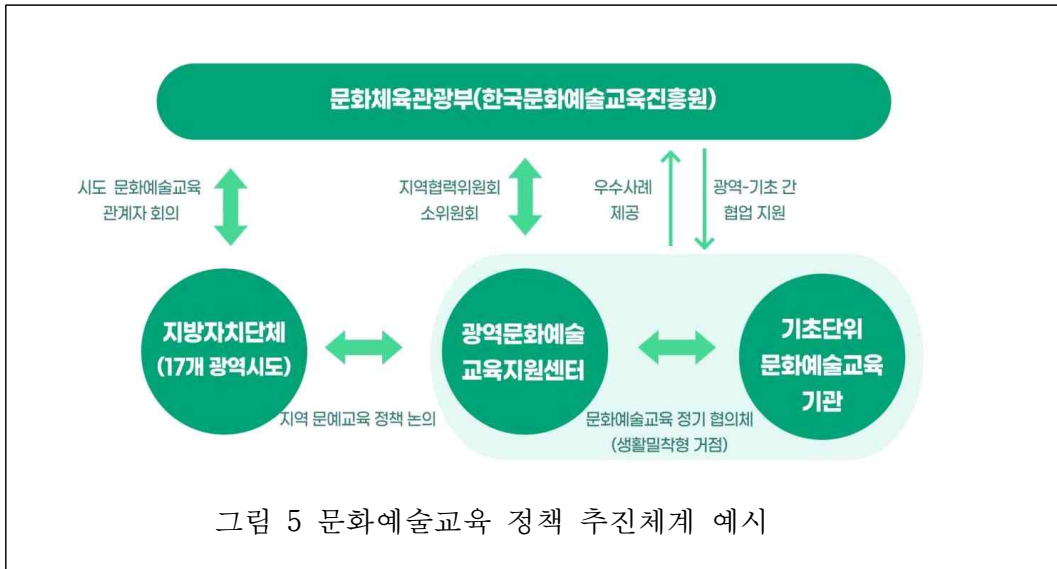 문화체육관광부(한국문화예술교육진흥원)
시도 문화예술교육
관계자 회의
지역협력위원회
소위원회
우수사례
제공
광역-기초 간
협업 지원
지방자치단체
(17개 광역시도)
광역문화예술
교육지원센터
기초단위
문화예술교육
기관
지역 문예교육 정책 논의
문화예술교육 정기 협의체
(생활밀착형 거점)
그림 5 문화예술교육 정책 추진체계 예시